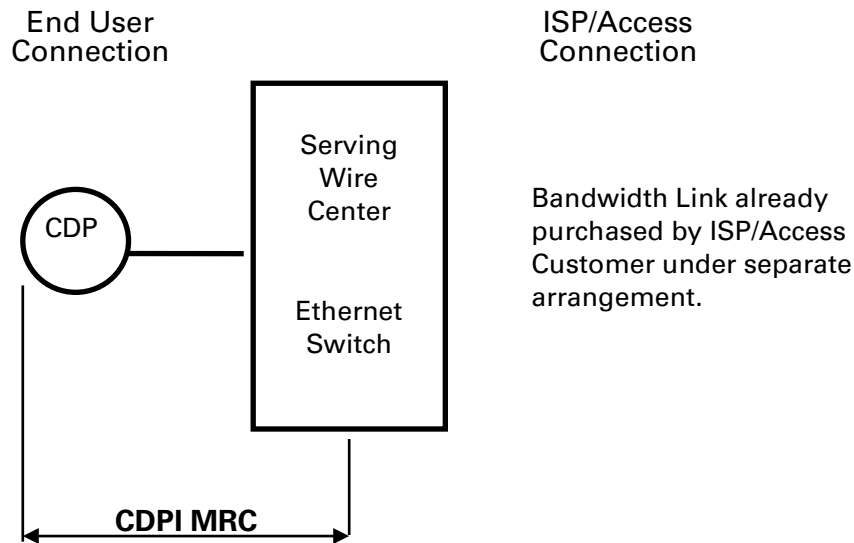 End User
Connection
ISP/Access
Connection
Serving
Wire
Center
CDP
Ethernet
Switch
Bandwidth Link already
purchased by ISP/Access
Customer under separate
arrangement.
CDPI MRC